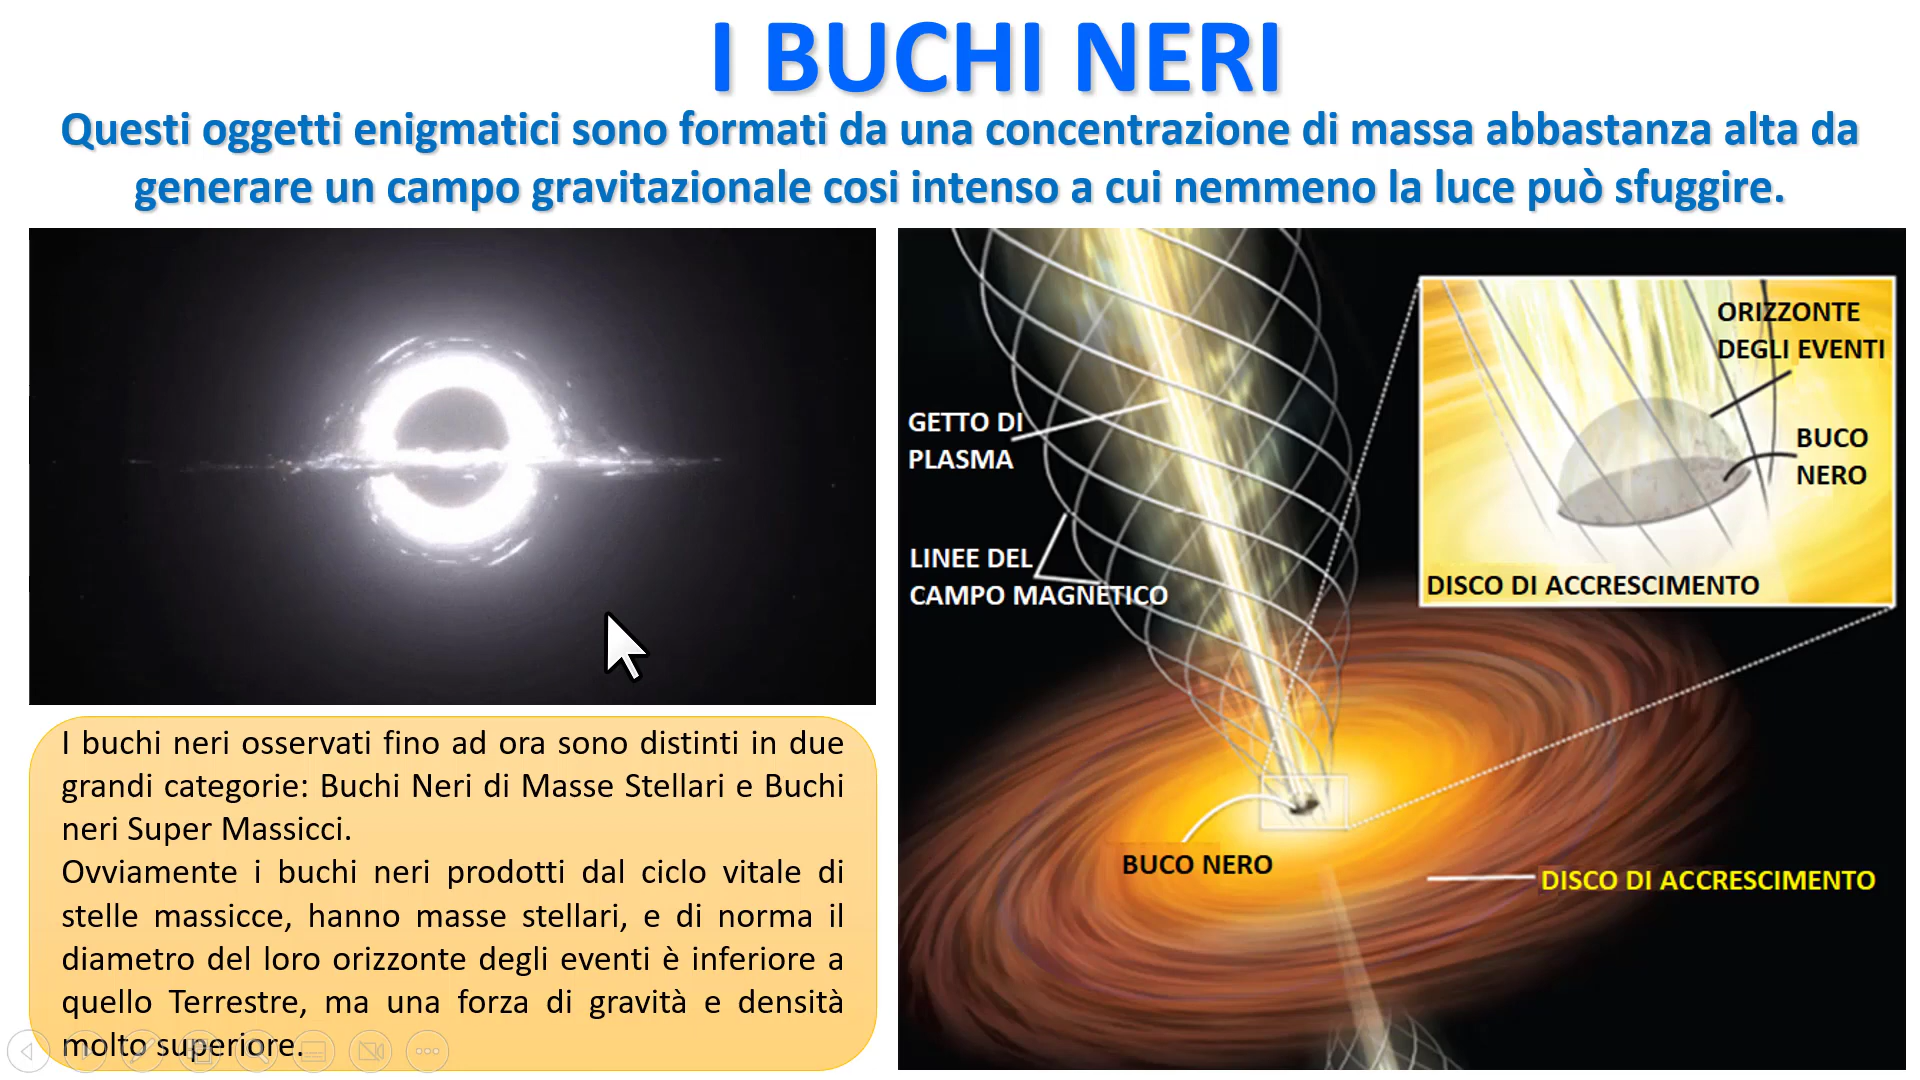 I BUCHI NERI
Questi oggetti enigmatici sono formati da una concentrazione di massa abbastanza alta da
generare un campo gravitazionale cosi intenso a cui nemmeno la luce può sfuggire.
I buchi neri osservati fino ad ora sono distinti in due
grandi categorie: Buchi Neri di Masse Stellari e Buchi
neri Super Massicci.
Ovviamente i buchi neri prodotti dal ciclo vitale di
stelle massicce, hanno masse stellari, e di norma il
diametro del loro orizzonte degli eventi è inferiore a
quello Terrestre, ma una forza di gravità e densità
molto superiore.
GETTO DI
PLASMA
LINEE DEL
CAMPO MAGNETICO
ORIZZONTE
DEGLI EVENTI
BUCO
NERO
DISCO DI ACCRESCIMENTO
BUCO NERO
DISCO DI ACCRESCIMENTO